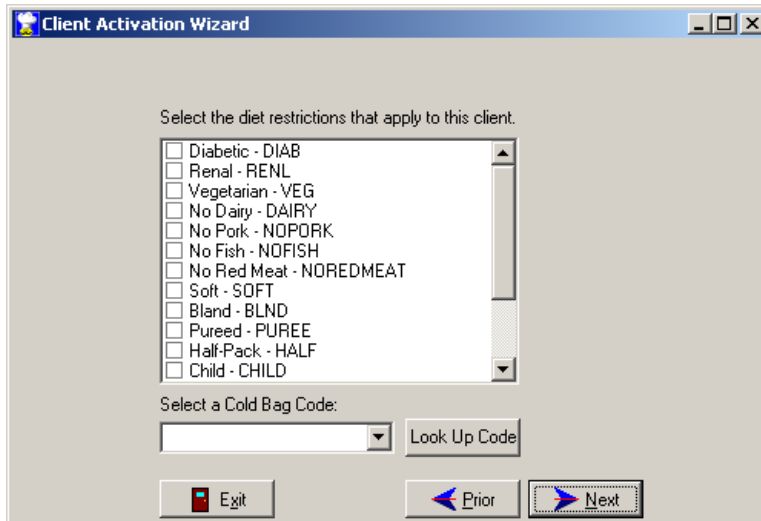 Client Activation Wizard
Select the diet restrictions that apply to this client.
Diabetic - DIAB
Renal - RENL
Vegetarian - VEG
No Dairy - DAIRY
No Pork - NOPORK
No Fish - NOFISH
No Red Meat - NOREDMEAT
Soft - SOFT
Bland - BLND
Pureed - PUREE
Half-Pack - HALF
Child - CHILD
Select a Cold Bag Code:
Look Up Code
Exit Prior Next